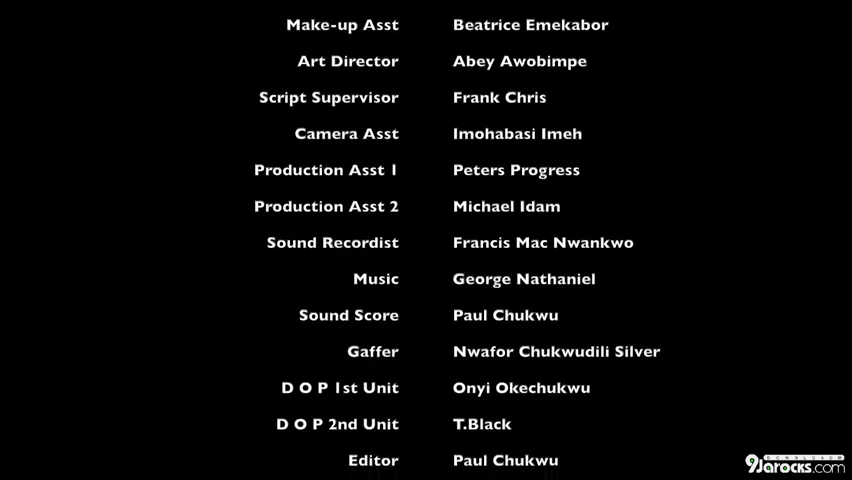 Make-up Asst Beatrice Emekabor
Art Director Abey Awobimpe
Script Supervisor Frank Chris
Camera Asst Imohabasi Imeh
Production Asst 1 Peters Progress
Production Asst 2 Michael Idam
Sound Recordist Francis Mac Nwankwo
Music George Nathaniel
Sound Score Paul Chukwu
Gaffer Nwafor Chukwudili Silver
D O P 1st Unit Onyi Okechukwu
D O P 2nd Unit T.Black
Editor Paul Chukwu
DOWNLOADED
9Jarocks.com